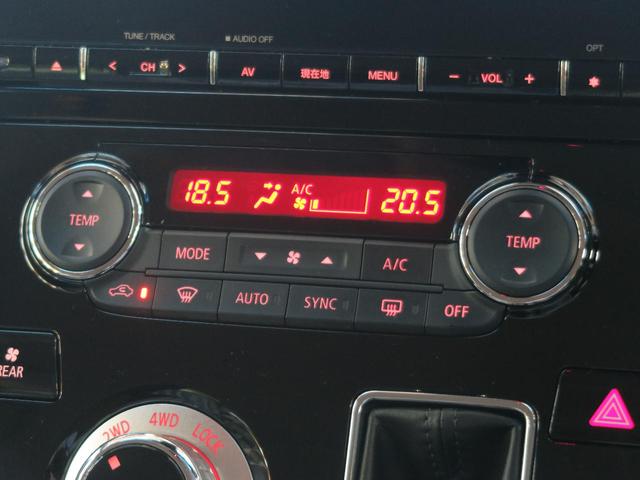 TUNE / TRACK
■ AUDIO OFF
OPT
< CH >
AV
現在地
MENU
− VOL +
18.5
A/C
20.5
TEMP
TEMP
MODE
A/C
AUTO
SYNC
OFF
REAR
2WD
4WD
LOCK